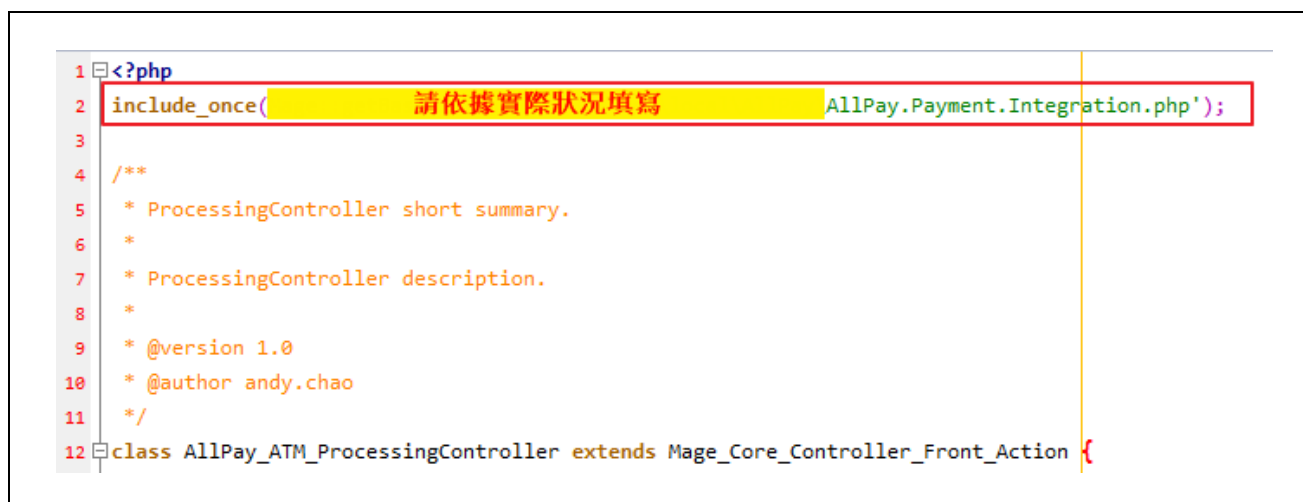 1 <?php
2 include_once( 請依據實際狀況填寫 AllPay.Payment.Integration.php');
3
4 /**
5 * ProcessingController short summary.
6 *
7 * ProcessingController description.
8 *
9 * @version 1.0
10 * @author andy.chao
11 */
12 class AllPay_ATM_ProcessingController extends Mage_Core_Controller_Front_Action {